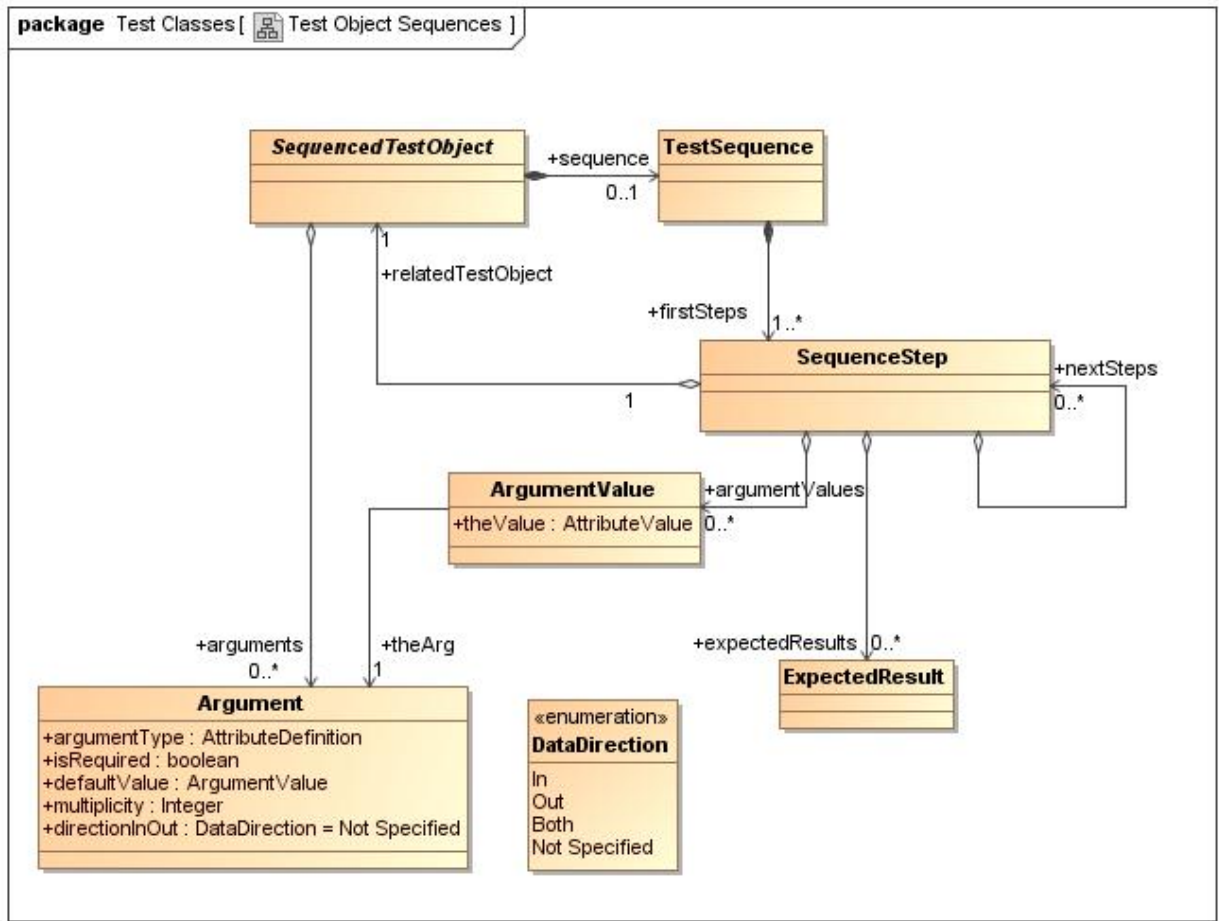 package Test Classes [ Test Object Sequences ]
SequencedTestObject
TestSequence
+sequence
0..1
1
+relatedTestObject
+firstSteps
1..*
SequenceStep
+nextSteps
0..*
1
ArgumentValue
+theValue : AttributeValue
+argumentValues
0..*
+arguments
0..*
+theArg
1
+expectedResults
0..*
ExpectedResult
Argument
+argumentType : AttributeDefinition
+isRequired : boolean
+defaultValue : ArgumentValue
+multiplicity : Integer
+directionInOut : DataDirection = Not Specified
«enumeration»
DataDirection
In
Out
Both
Not Specified